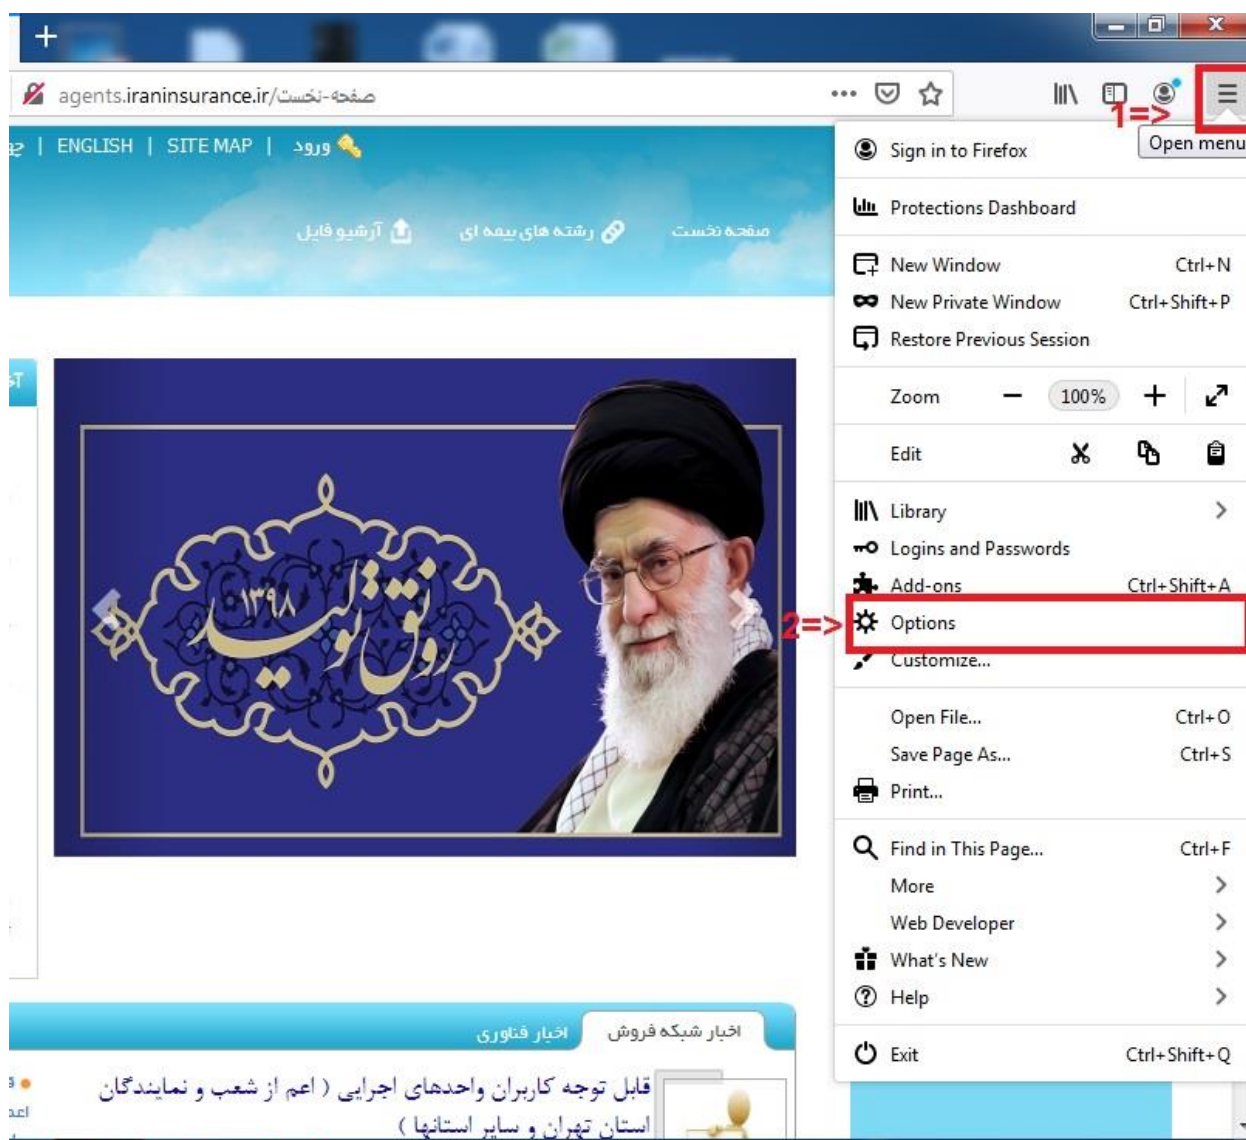 agents.iraninsurance.ir/صفحه-نخست
1=>
Open menu
| ENGLISH | SITE MAP | ورود
صفحه نخست
رشته های بیمه ای
آرشیو فایل
رونق تولید
۱۳۹۸
Sign in to Firefox
Protections Dashboard
New Window Ctrl+N
New Private Window Ctrl+Shift+P
Restore Previous Session
Zoom 100%
Edit
Library
Logins and Passwords
Add-ons Ctrl+Shift+A
2=> Options
Customize...
Open File... Ctrl+O
Save Page As... Ctrl+S
Print...
Find in This Page... Ctrl+F
More
Web Developer
What's New
Help
Exit Ctrl+Shift+Q
اخبار شبکه فروش
اخبار فناوری
قابل توجه کاربران واحدهای اجرایی ( اعم از شعب و نمایندگان
استان تهران و سایر استانها )